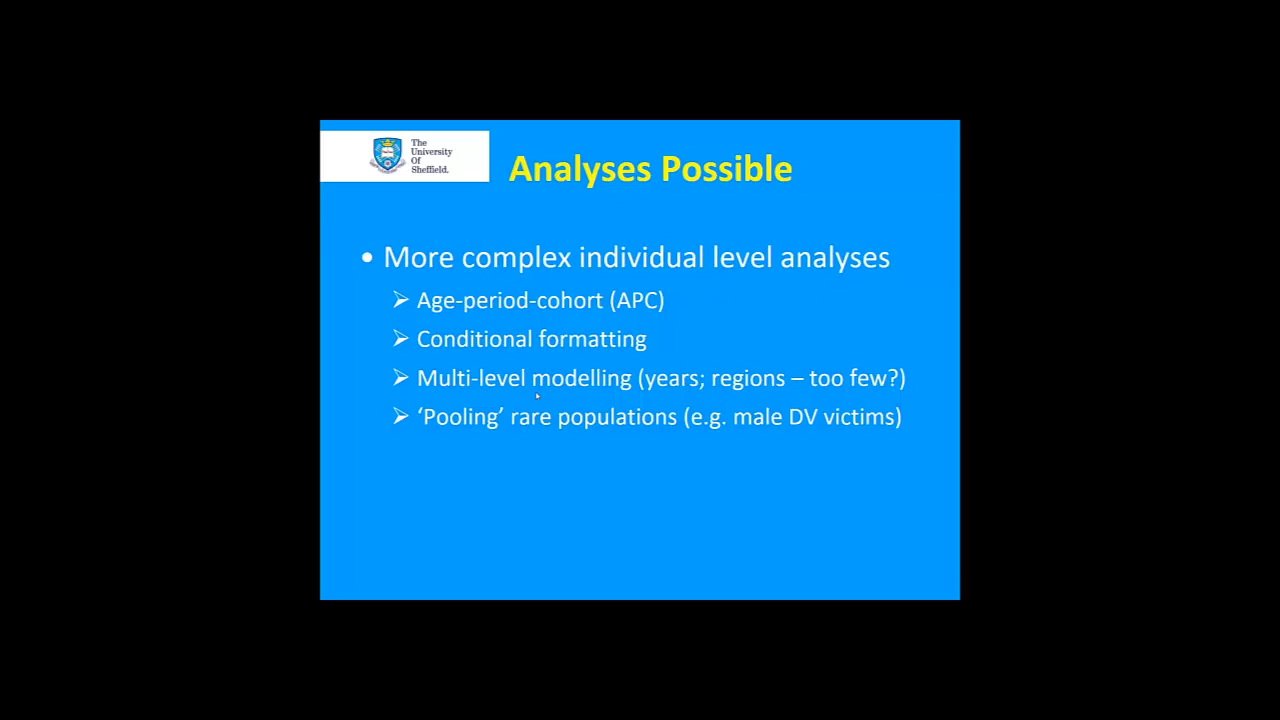 The
University
Of
Sheffield.
Analyses Possible
• More complex individual level analyses
➢ Age-period-cohort (APC)
➢ Conditional formatting
➢ Multi-level modelling (years; regions – too few?)
➢ ‘Pooling’ rare populations (e.g. male DV victims)